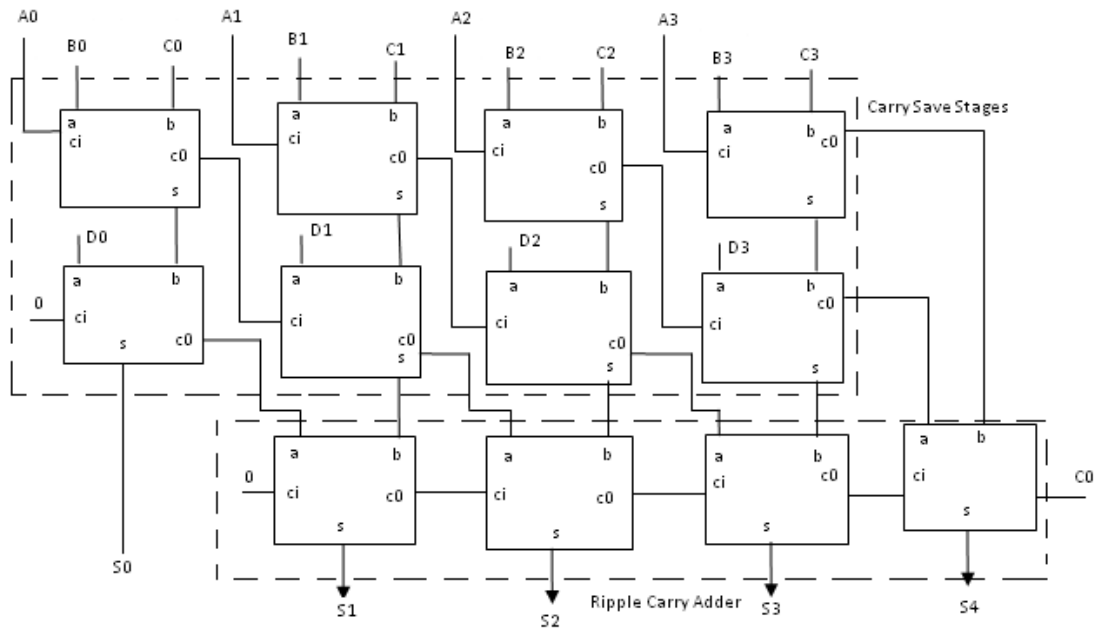 A0 A1 A2 A3
B0 C0 B1 C1 B2 C2 B3 C3
a b a b a b a b
ci c0 ci c0 ci c0 ci c0
s s s s
Carry Save Stages
D0 D1 D2 D3
a b a b a b a b
0 ci c0 ci c0 ci ci c0
s s s s
a b a b a b a b
0 ci c0 ci c0 ci c0 ci C0
s s s s
S0 S1 S2 S3 S4
Ripple Carry Adder